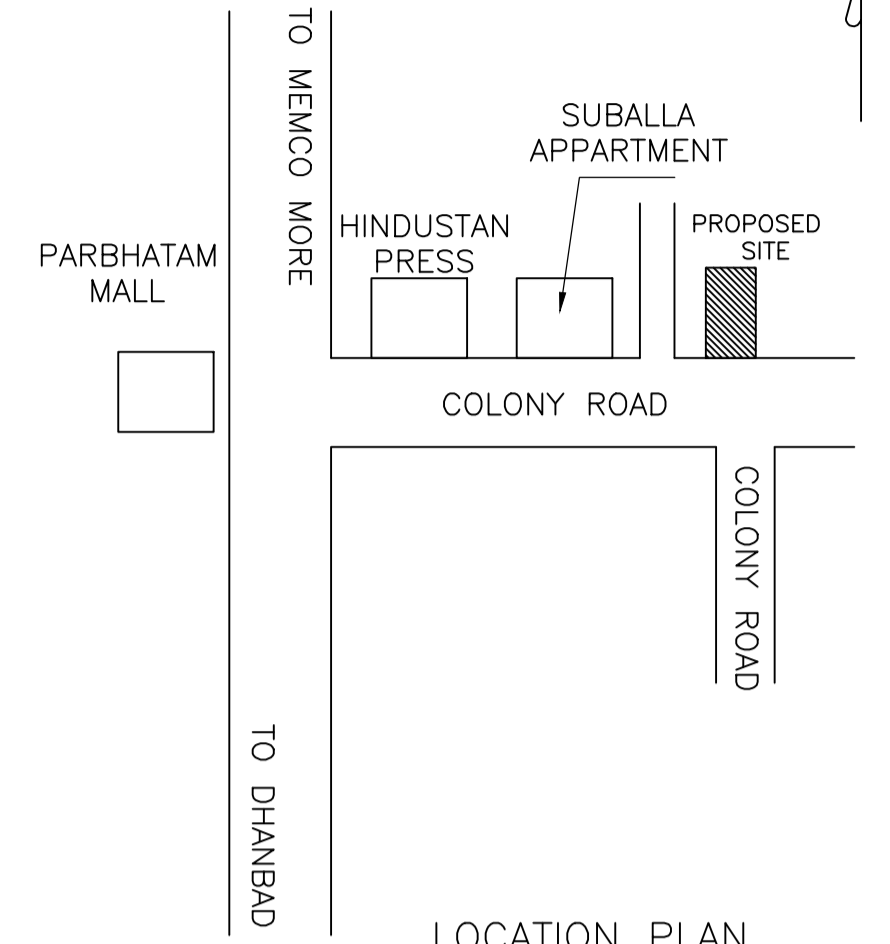 TO MEMCO MORE
SUBALLA
APPARTMENT
HINDUSTAN
PRESS
PROPOSED
SITE
PARBHATAM
MALL
COLONY ROAD
COLONY ROAD
TO DHANBAD
LOCATION PLAN